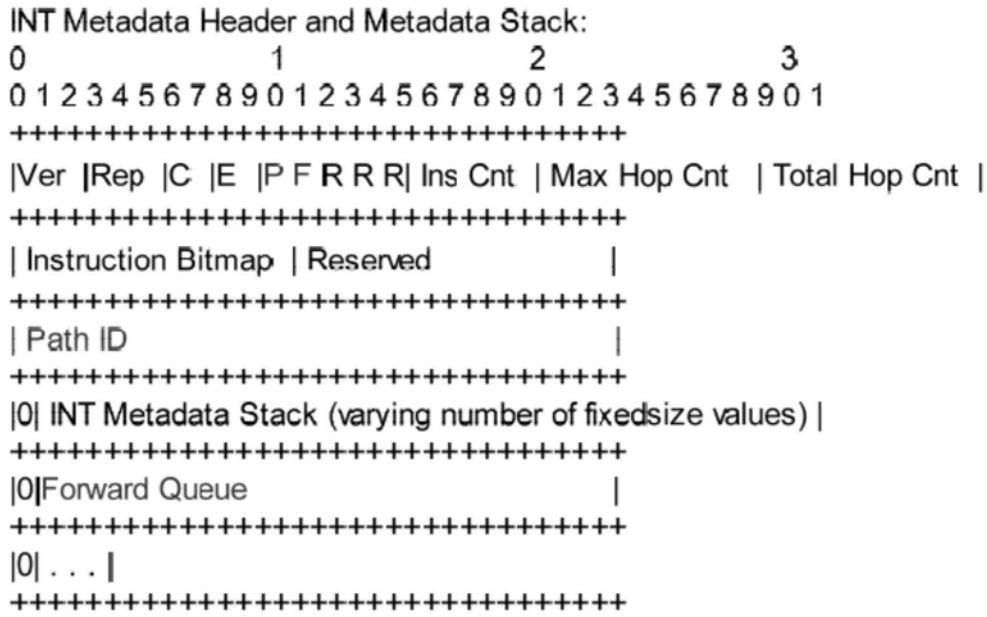 INT Metadata Header and Metadata Stack:
0 1 2 3
0 1 2 3 4 5 6 7 8 9 0 1 2 3 4 5 6 7 8 9 0 1 2 3 4 5 6 7 8 9 0 1
+++++++++++++++++++++++++++++++++
|Ver |Rep |C |E |P F R R R| Ins Cnt | Max Hop Cnt | Total Hop Cnt |
+++++++++++++++++++++++++++++++++
| Instruction Bitmap | Reserved |
+++++++++++++++++++++++++++++++++
| Path ID |
+++++++++++++++++++++++++++++++++
|0| INT Metadata Stack (varying number of fixedsize values) |
+++++++++++++++++++++++++++++++++
|0|Forward Queue |
+++++++++++++++++++++++++++++++++
|0| . . . |
+++++++++++++++++++++++++++++++++